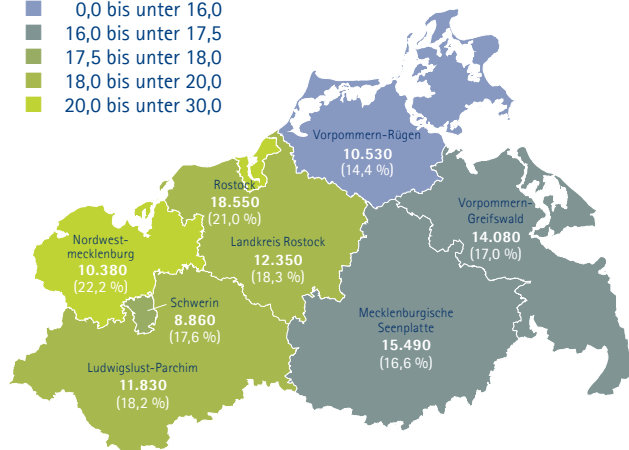 0,0 bis unter 16,0
16,0 bis unter 17,5
17,5 bis unter 18,0
18,0 bis unter 20,0
20,0 bis unter 30,0
Vorpommern-Rügen
10.530
(14,4 %)
Rostock
18.550
(21,0 %)
Vorpommern-
Greifswald
14.080
(17,0 %)
Nordwest-
mecklenburg
10.380
(22,2 %)
Landkreis Rostock
12.350
(18,3 %)
Schwerin
8.860
(17,6 %)
Mecklenburgische
Seenplatte
15.490
(16,6 %)
Ludwigslust-Parchim
11.830
(18,2 %)